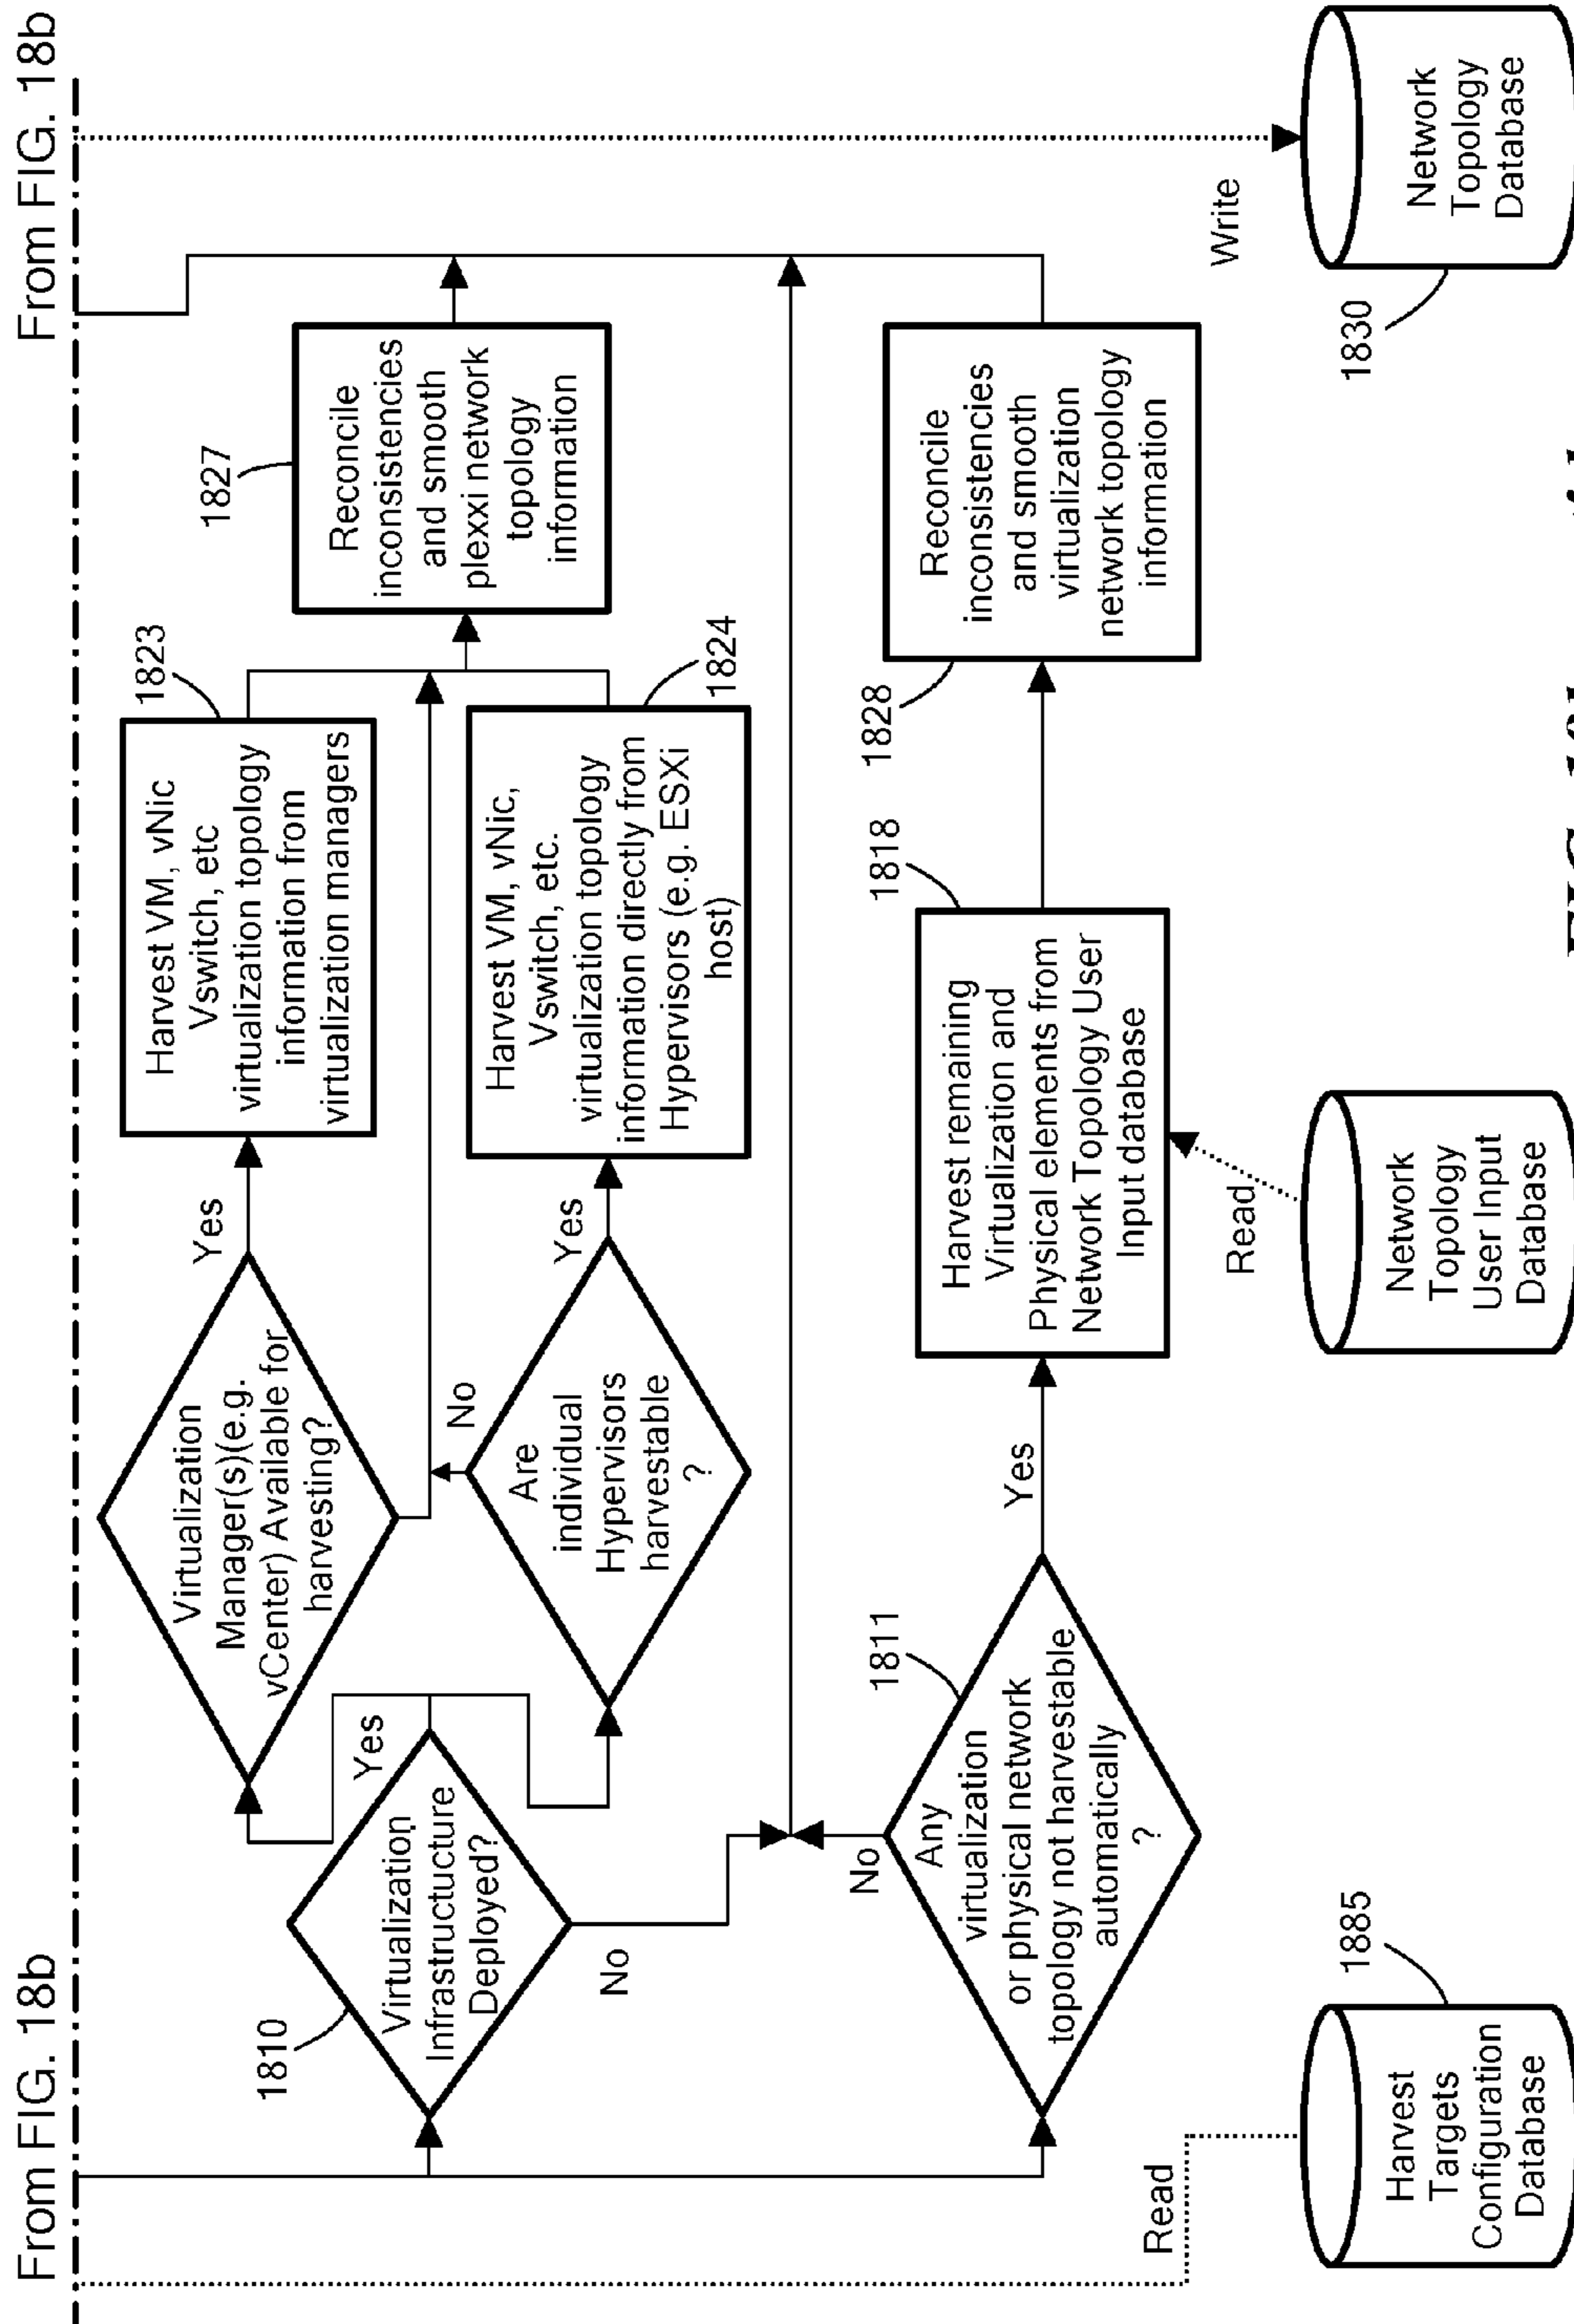 From FIG. 18b
From FIG. 18b
1810
Virtualization
Infrastructure
Deployed?
Yes
No
Virtualization
Manager(s)(e.g.
vCenter) Available for
harvesting?
Yes
1823
Harvest VM, vNic
Vswitch, etc
virtualization topology
information from
virtualization managers
Are
individual
Hypervisors
harvestable
?
No
Yes
1824
Harvest VM, vNic,
Vswitch, etc.
virtualization topology
information directly from
Hypervisors (e.g. ESXi
host)
1827
Reconcile
inconsistencies
and smooth
plexxi network
topology
information
1811
Any
virtualization
or physical network
topology not harvestable
automatically
?
No
Yes
1818
Harvest remaining
Virtualization and
Physical elements from
Network Topology User
Input database
1828
Reconcile
inconsistencies
and smooth
virtualization
network topology
information
Read
1885
Harvest
Targets
Configuration
Database
Read
Network
Topology
User Input
Database
Write
1830
Network
Topology
Database